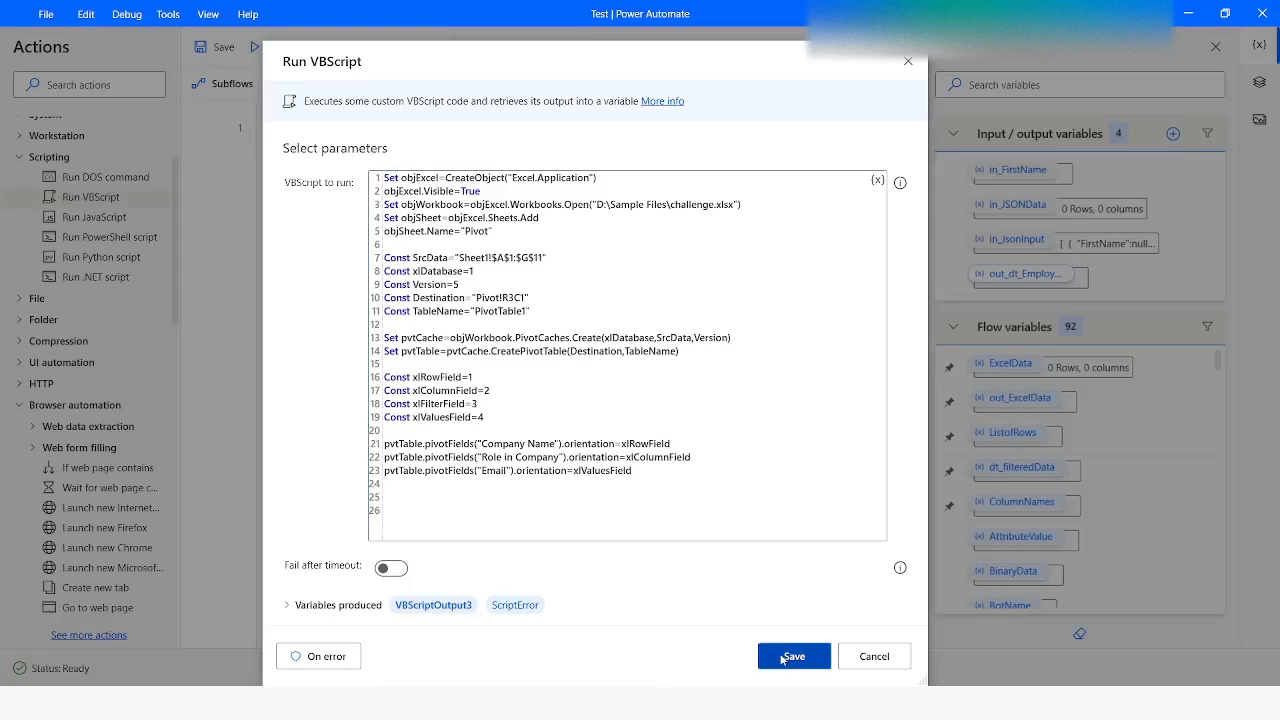 File Edit Debug Tools View Help
Test | Power Automate
Actions
Save
Search actions
Subflows
1
Workstation
Scripting
Run DOS command
Run VBScript
Run JavaScript
Run PowerShell script
Run Python script
Run .NET script
File
Folder
Compression
UI automation
HTTP
Browser automation
Web data extraction
Web form filling
If web page contains
Wait for web page c...
Launch new Internet...
Launch new Firefox
Launch new Chrome
Launch new Microsof...
Create new tab
Go to web page
See more actions
Status: Ready
Run VBScript
Executes some custom VBScript code and retrieves its output into a variable More info
Select parameters
VBScript to run:
{x}
1 Set objExcel=CreateObject("Excel.Application")
2 objExcel.Visible=True
3 Set objWorkbook=objExcel.Workbooks.Open("D:\Sample Files\challenge.xlsx")
4 Set objSheet=objExcel.Sheets.Add
5 objSheet.Name="Pivot"
6
7 Const SrcData="Sheet1!$A$1:$G$11"
8 Const xlDatabase=1
9 Const Version=5
10 Const Destination="Pivot!R3C1"
11 Const TableName="PivotTable1"
12
13 Set pvtCache=objWorkbook.PivotCaches.Create(xlDatabase,SrcData,Version)
14 Set pvtTable=pvtCache.CreatePivotTable(Destination,TableName)
15
16 Const xlRowField=1
17 Const xlColumnField=2
18 Const xlFilterField=3
19 Const xlValuesField=4
20
21 pvtTable.pivotFields("Company Name").orientation=xlRowField
22 pvtTable.pivotFields("Role in Company").orientation=xlColumnField
23 pvtTable.pivotFields("Email").orientation=xlValuesField
24
25
26
Fail after timeout:
Variables produced VBScriptOutput3 ScriptError
On error
Save
Cancel
{x}
Search variables
Input / output variables 4
{x} in_FirstName
{x} in_JSONData 0 Rows, 0 columns
{x} in_JsonInput [ { "FirstName":null...
{x} out_dt_Employ...
Flow variables 92
{x} ExcelData 0 Rows, 0 columns
{x} out_ExcelData
{x} ListofRows
{x} dt_filteredData
{x} ColumnNames
{x} AttributeValue
{x} BinaryData
{x} BotName